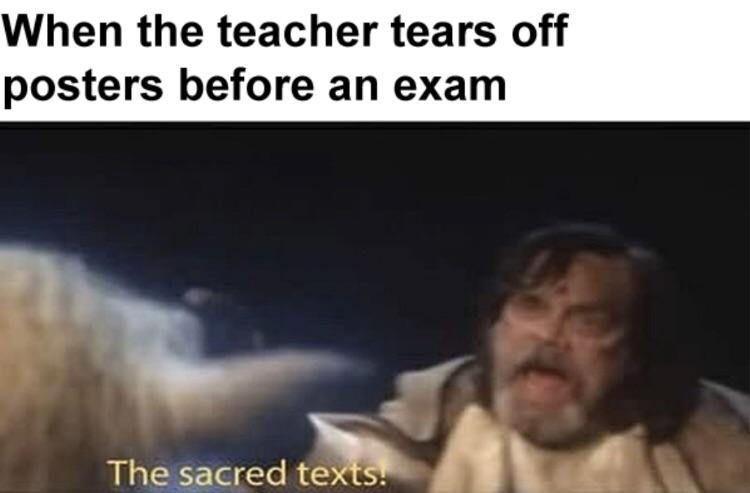 When the teacher tears off
posters before an exam
The sacred texts!